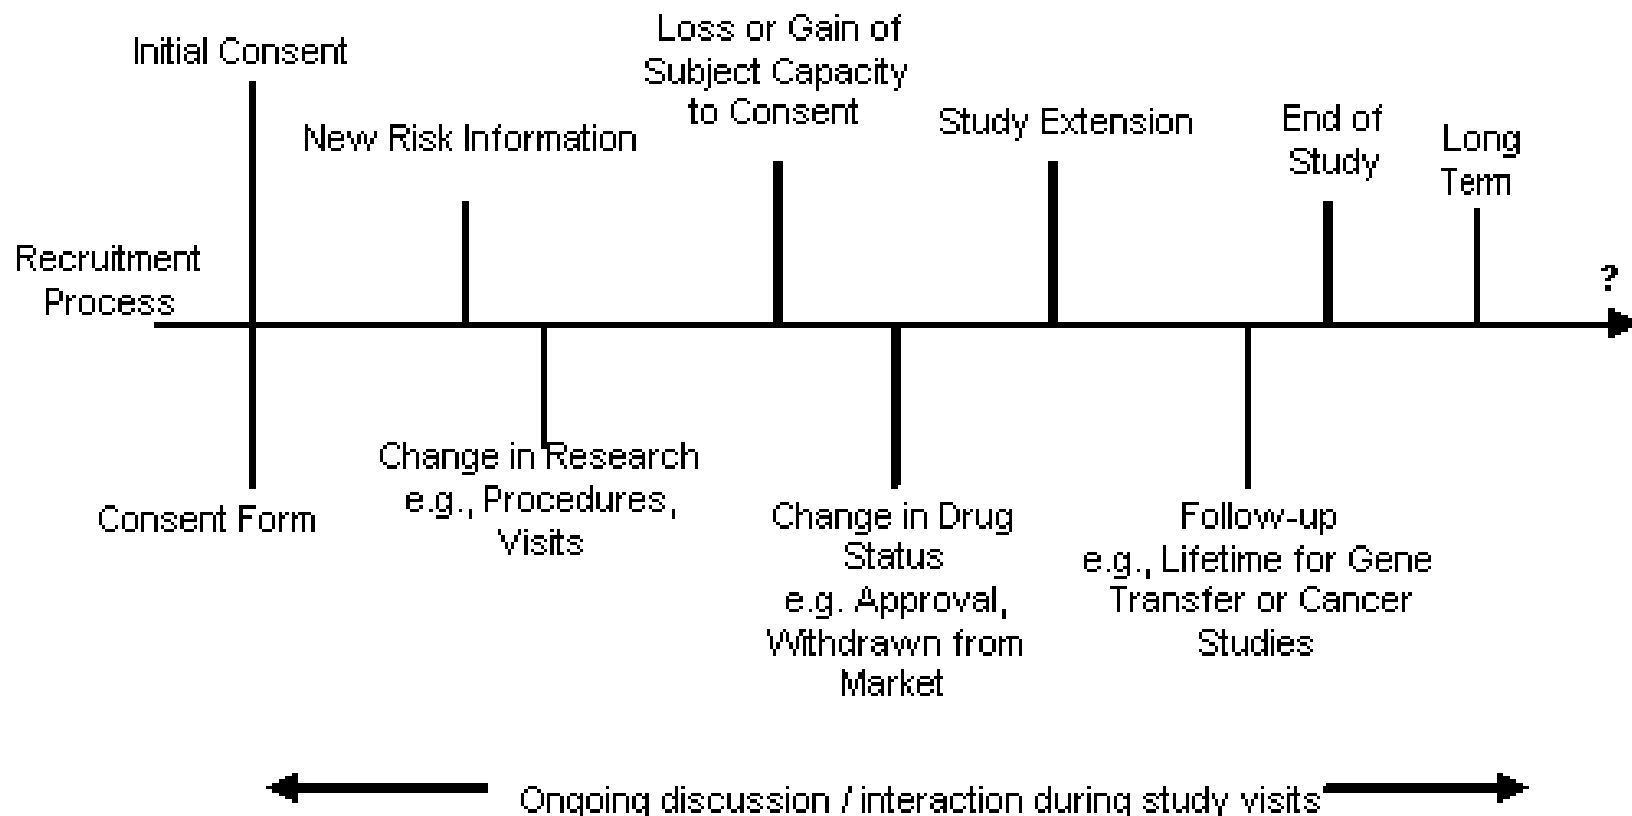 Initial Consent
New Risk Information
Loss or Gain of
Subject Capacity
to Consent
Study Extension
End of
Study
Long
Term
Recruitment
Process
?
Consent Form
Change in Research
e.g., Procedures,
Visits
Change in Drug
Status
e.g. Approval,
Withdrawn from
Market
Follow-up
e.g., Lifetime for Gene
Transfer or Cancer
Studies
Ongoing discussion / interaction during study visits